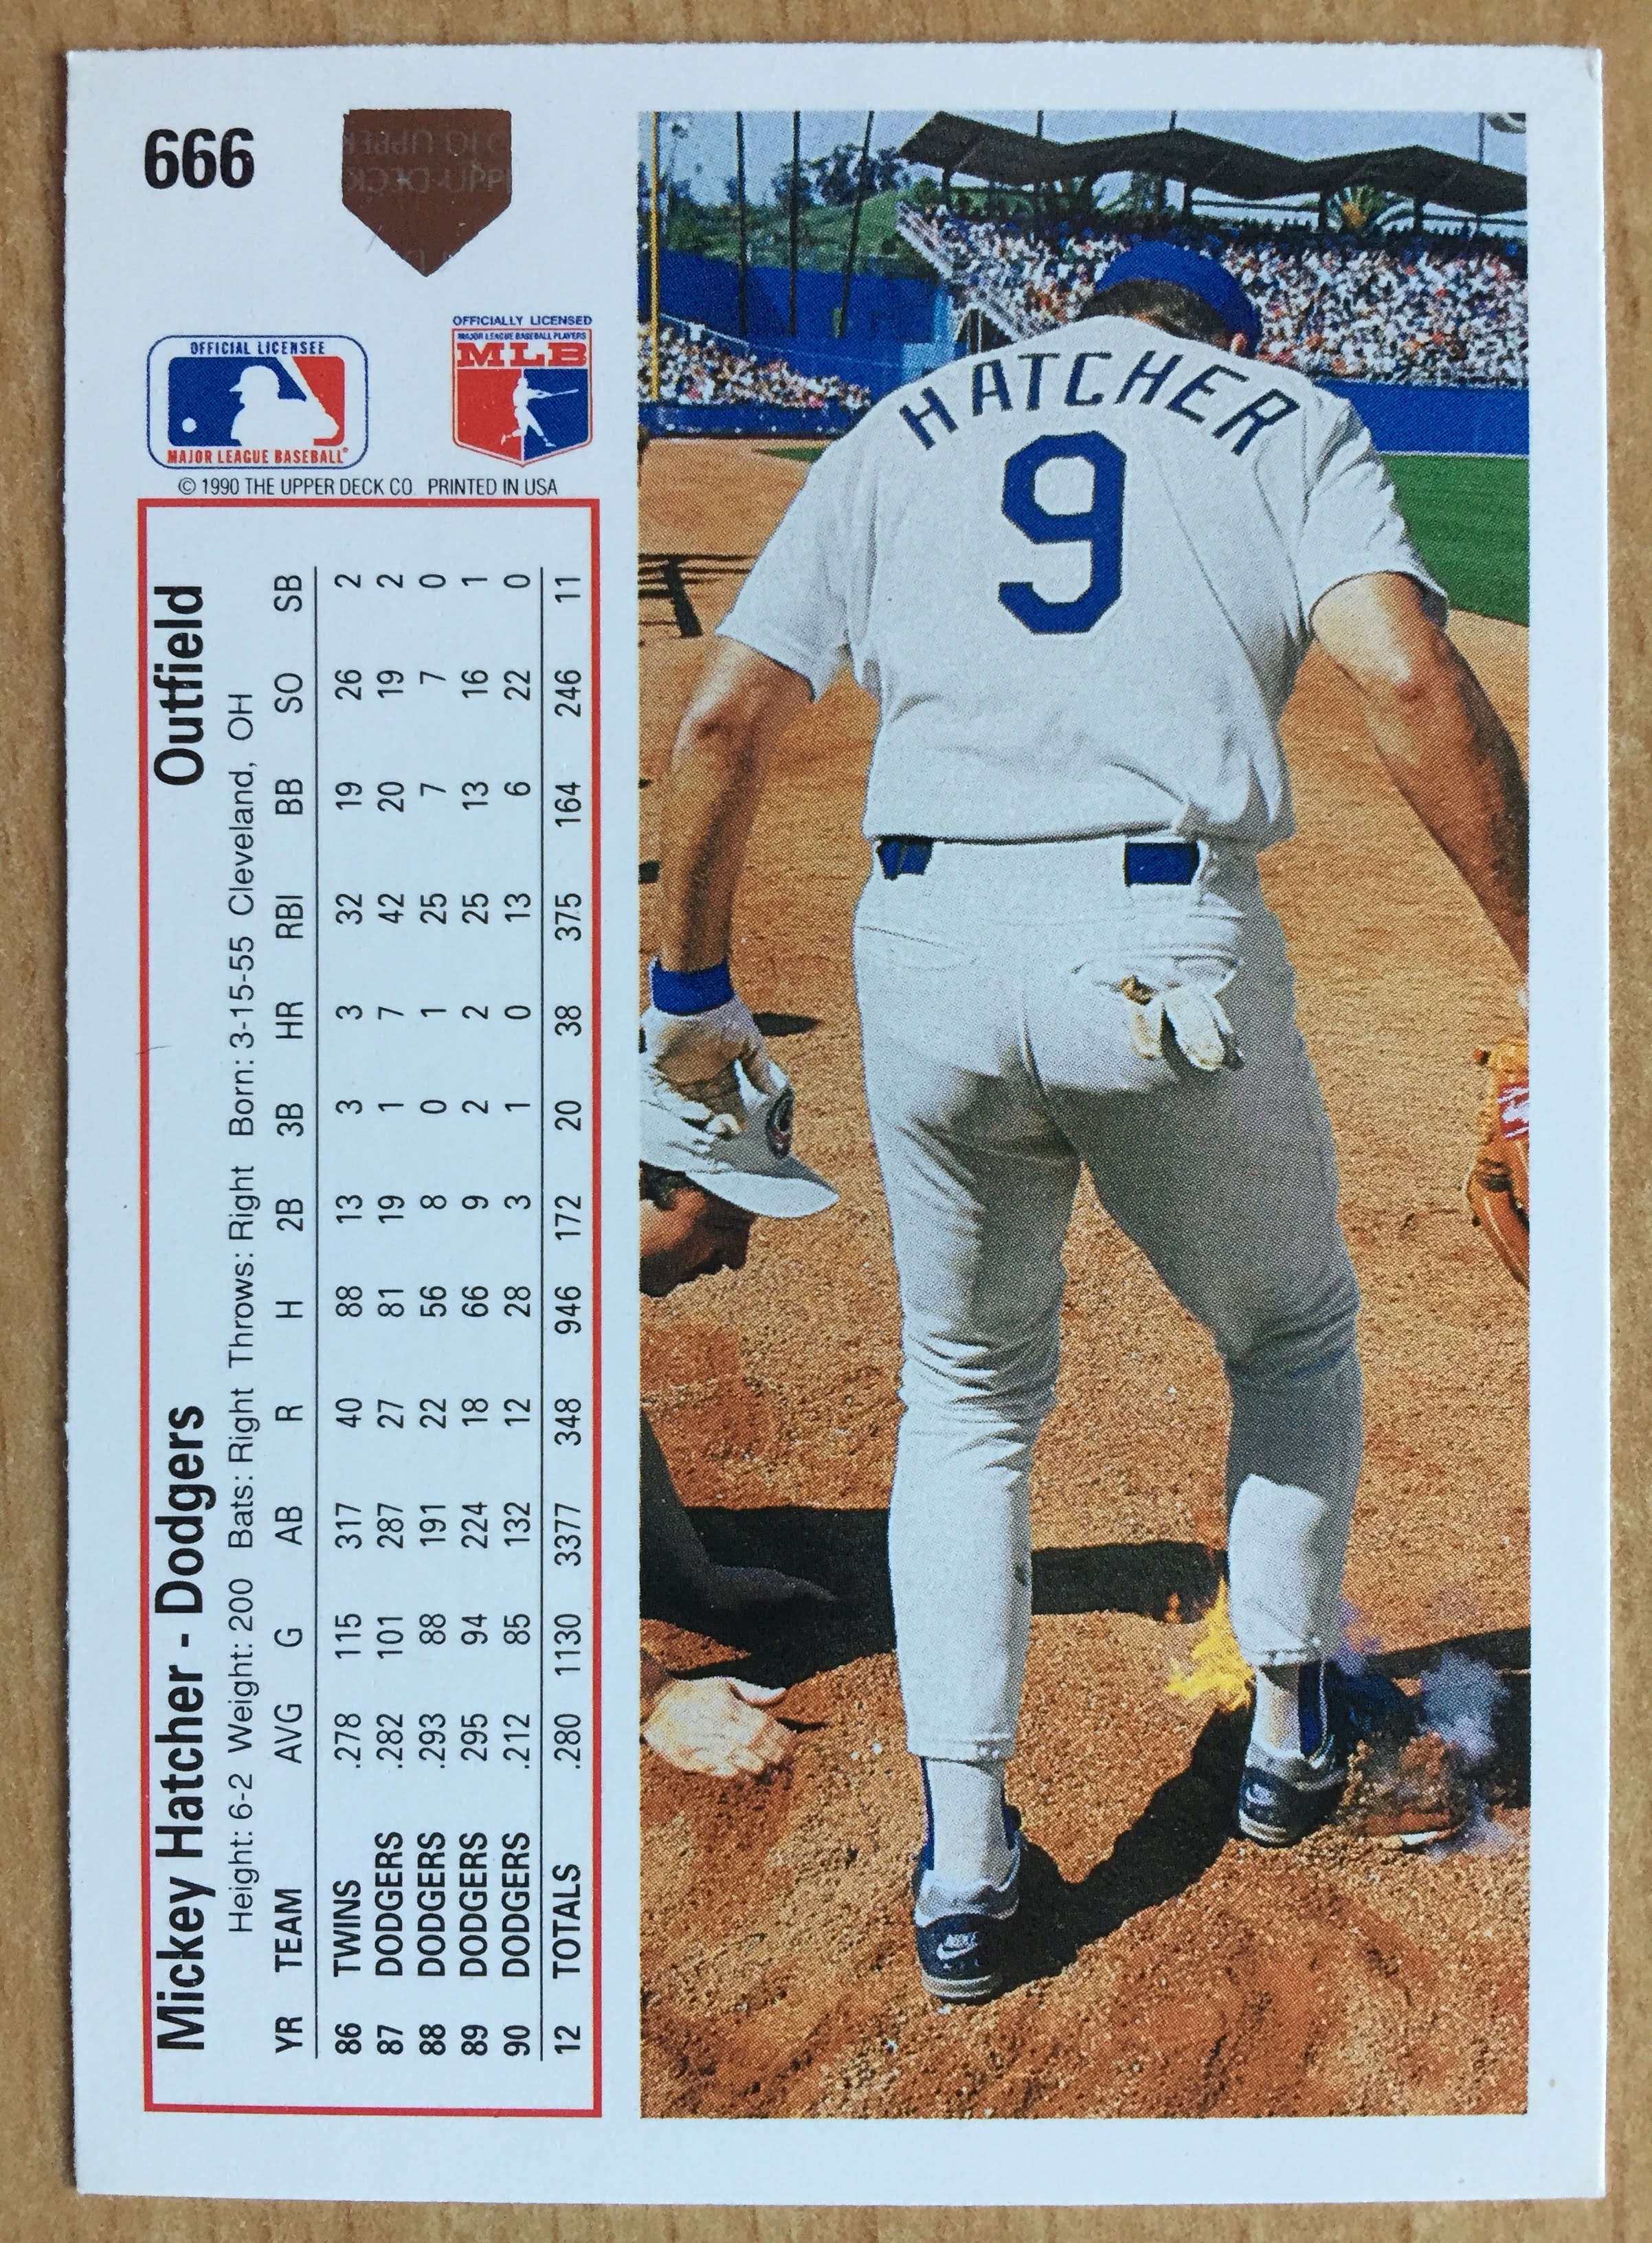 666
OFFICIAL LICENSEE
MAJOR LEAGUE BASEBALL®
OFFICIALLY LICENSED
MAJOR LEAGUE BASEBALL PLAYERS
MLB
© 1990 THE UPPER DECK CO PRINTED IN USA
Mickey Hatcher - Dodgers Outfield
Height: 6-2 Weight: 200 Bats: Right Throws: Right Born: 3-15-55 Cleveland, OH
YR TEAM AVG G AB R H 2B 3B HR RBI BB SO SB
86 TWINS .278 115 317 40 88 13 3 3 32 19 26 2
87 DODGERS .282 101 287 27 81 19 1 7 42 20 19 2
88 DODGERS .293 88 191 22 56 8 0 1 25 7 7 0
89 DODGERS .295 94 224 18 66 9 2 2 25 13 16 1
90 DODGERS .212 85 132 12 28 3 1 0 13 6 22 0
12 TOTALS .280 1130 3377 348 946 172 20 38 375 164 246 11
HATCHER
9
NIKE